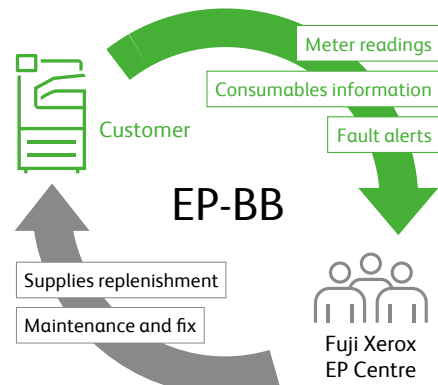 Meter readings
Consumables information
Customer
Fault alerts
EP-BB
Supplies replenishment
Maintenance and fix
Fuji Xerox
EP Centre